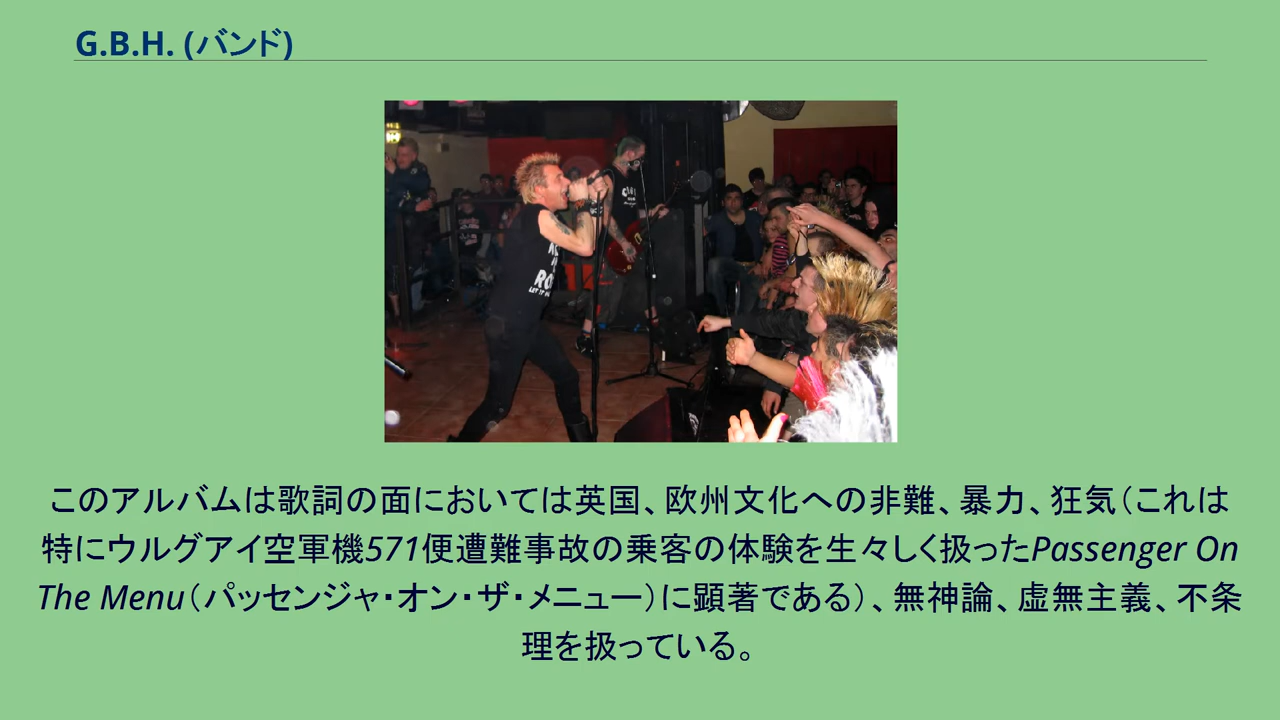 G.B.H. (バンド)
このアルバムは歌詞の面においては英国、欧州文化への非難、暴力、狂気（これは
特にウルグアイ空軍機571便遭難事故の乗客の体験を生々しく扱ったPassenger On
The Menu（パッセンジャ・オン・ザ・メニュー）に顕著である）、無神論、虚無主義、不条
理を扱っている。